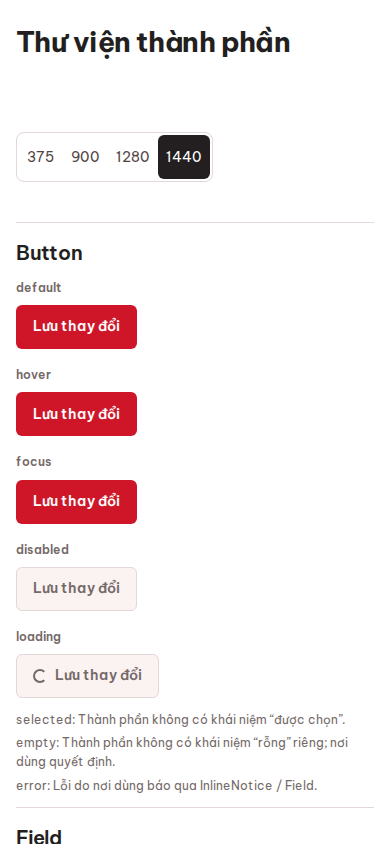 Thư viện thành phần
375 900 1280 1440
Button
default
Lưu thay đổi
hover
Lưu thay đổi
focus
Lưu thay đổi
disabled
Lưu thay đổi
loading
Lưu thay đổi
selected: Thành phần không có khái niệm “được chọn”.
empty: Thành phần không có khái niệm “rỗng” riêng; nơi
dùng quyết định.
error: Lỗi do nơi dùng báo qua InlineNotice / Field.
Field